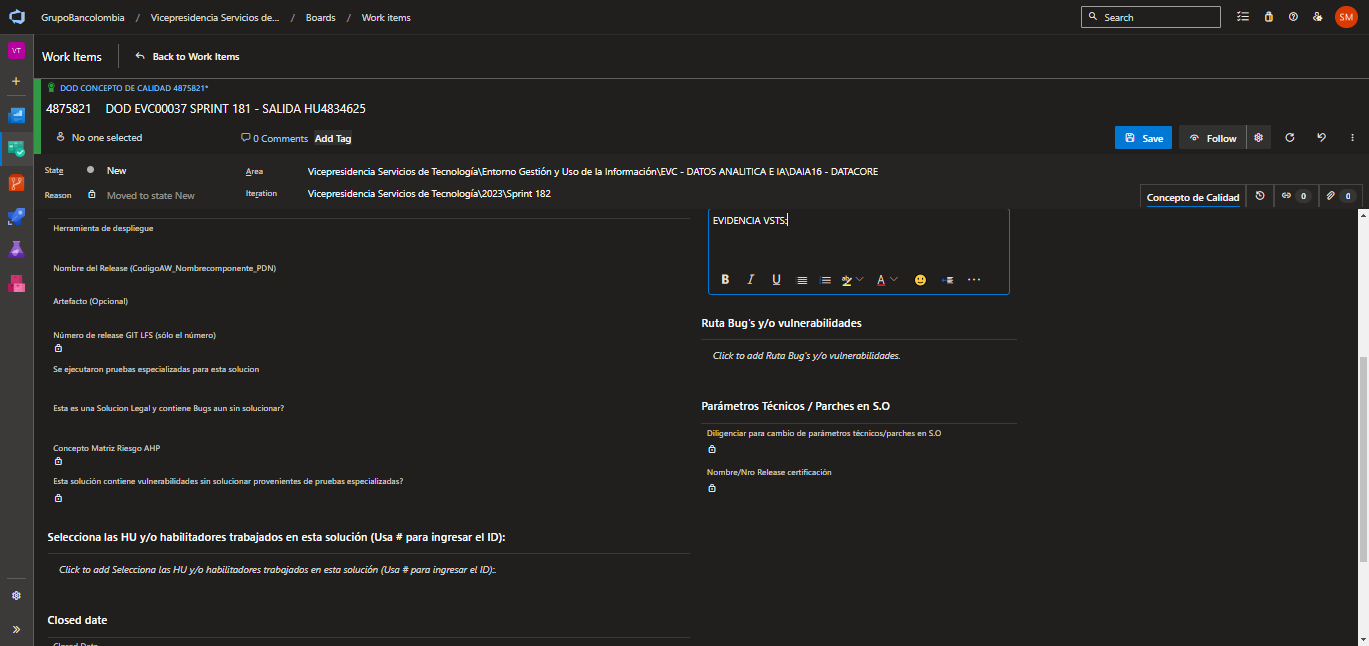 GrupoBancolombia / Vicepresidencia Servicios de... / Boards / Work items
Search
SM
VT
Work Items
Back to Work Items
DOD CONCEPTO DE CALIDAD 4875821*
4875821 DOD EVC00037 SPRINT 181 - SALIDA HU4834625
No one selected
0 Comments
Add Tag
Save
Follow
State
New
Area
Vicepresidencia Servicios de Tecnología\Entorno Gestión y Uso de la Información\EVC - DATOS ANALITICA E IA\DAIA16 - DATACORE
Reason
Moved to state New
Iteration
Vicepresidencia Servicios de Tecnología\2023\Sprint 182
Concepto de Calidad
0
0
Herramienta de despliegue
Nombre del Release (CodigoAW_Nombrecomponente_PDN)
Artefacto (Opcional)
Número de release GIT LFS (sólo el número)
Se ejecutaron pruebas especializadas para esta solucion
Esta es una Solucion Legal y contiene Bugs aun sin solucionar?
Concepto Matriz Riesgo AHP
Esta solución contiene vulnerabilidades sin solucionar provenientes de pruebas especializadas?
Selecciona las HU y/o habilitadores trabajados en esta solución (Usa # para ingresar el ID):
Click to add Selecciona las HU y/o habilitadores trabajados en esta solución (Usa # para ingresar el ID):.
Closed date
Closed Date
EVIDENCIA VSTS:
B I U
A
Ruta Bug's y/o vulnerabilidades
Click to add Ruta Bug's y/o vulnerabilidades.
Parámetros Técnicos / Parches en S.O
Diligenciar para cambio de parámetros técnicos/parches en S.O
Nombre/Nro Release certificación